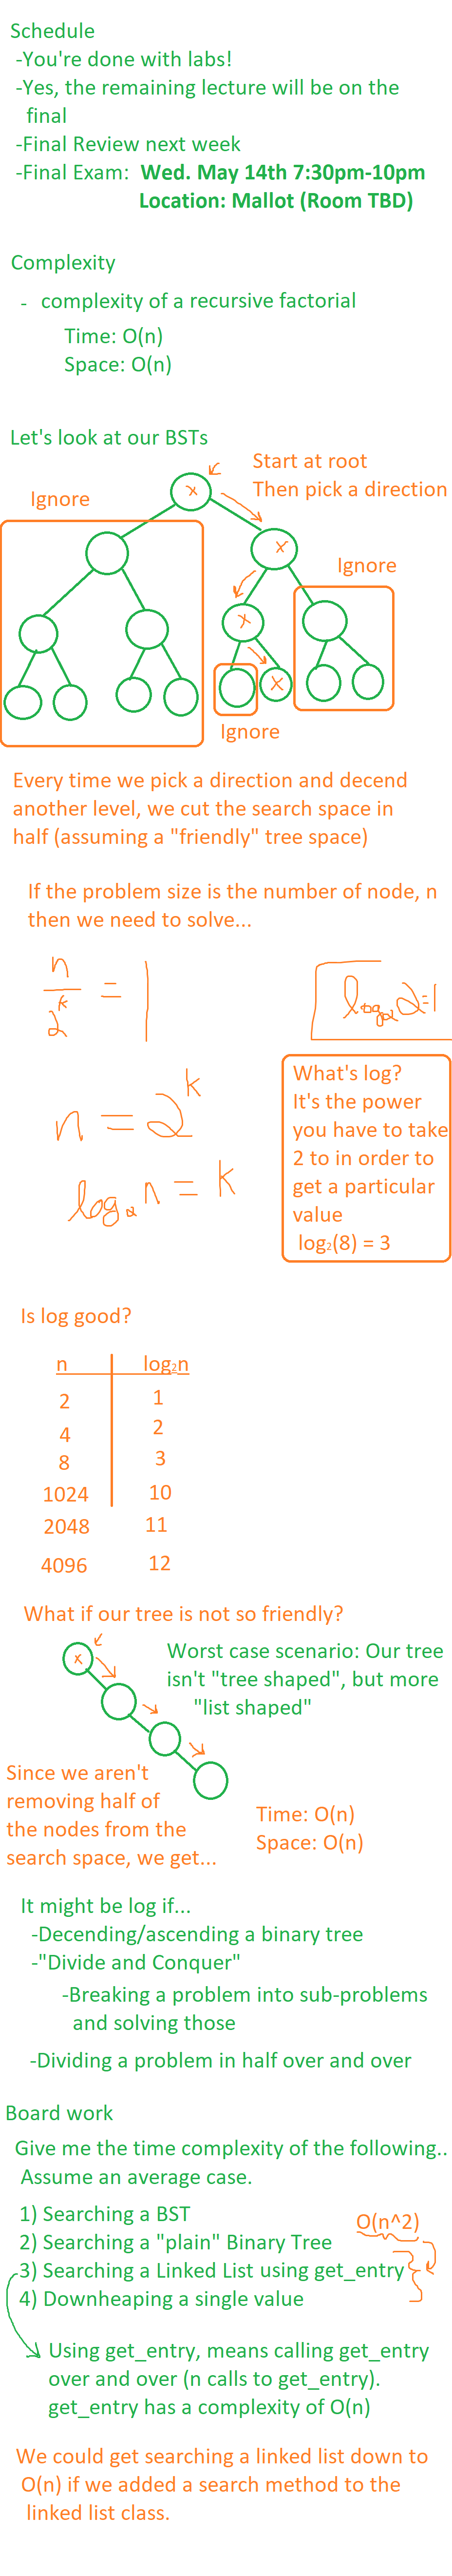 Schedule
-You're done with labs!
-Yes, the remaining lecture will be on the
final
-Final Review next week
-Final Exam: Wed. May 14th 7:30pm-10pm
Location: Mallot (Room TBD)
Complexity
- complexity of a recursive factorial
Time: O(n)
Space: O(n)
Let's look at our BSTs
Start at root
Then pick a direction
Ignore
x
x
Ignore
x
x
Ignore
Every time we pick a direction and decend
another level, we cut the search space in
half (assuming a "friendly" tree space)
If the problem size is the number of node, n
then we need to solve...
n/2^k = 1
log₂2=1
n = 2^k
log₂n = k
What's log?
It's the power
you have to take
2 to in order to
get a particular
value
log₂(8) = 3
Is log good?
n log₂n
2 1
4 2
8 3
1024 10
2048 11
4096 12
What if our tree is not so friendly?
x
Worst case scenario: Our tree
isn't "tree shaped", but more
"list shaped"
Since we aren't
removing half of
the nodes from the
search space, we get...
Time: O(n)
Space: O(n)
It might be log if...
-Decending/ascending a binary tree
-"Divide and Conquer"
-Breaking a problem into sub-problems
and solving those
-Dividing a problem in half over and over
Board work
Give me the time complexity of the following..
Assume an average case.
1) Searching a BST
O(n^2)
2) Searching a "plain" Binary Tree
3) Searching a Linked List using get_entry
4) Downheaping a single value
Using get_entry, means calling get_entry
over and over (n calls to get_entry).
get_entry has a complexity of O(n)
We could get searching a linked list down to
O(n) if we added a search method to the
linked list class.